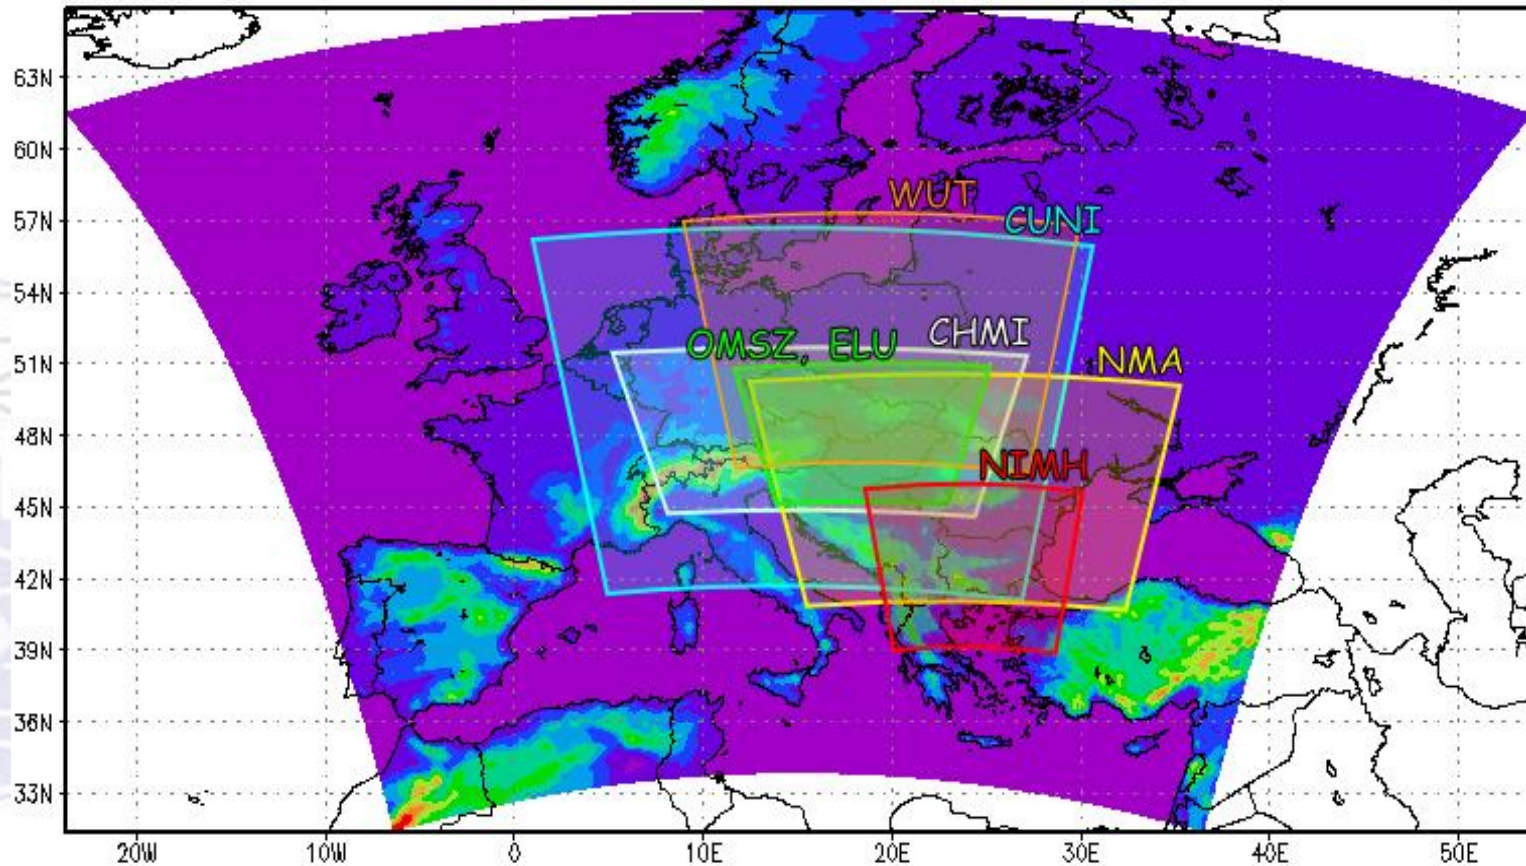 63N
60N
WUT
57N
CUNI
54N
CHMI
OMSZ, ELU
51N
NMA
48N
NIMH
45N
42N
39N
36N
33N
20W 10W 0 10E 20E 30E 40E 50E